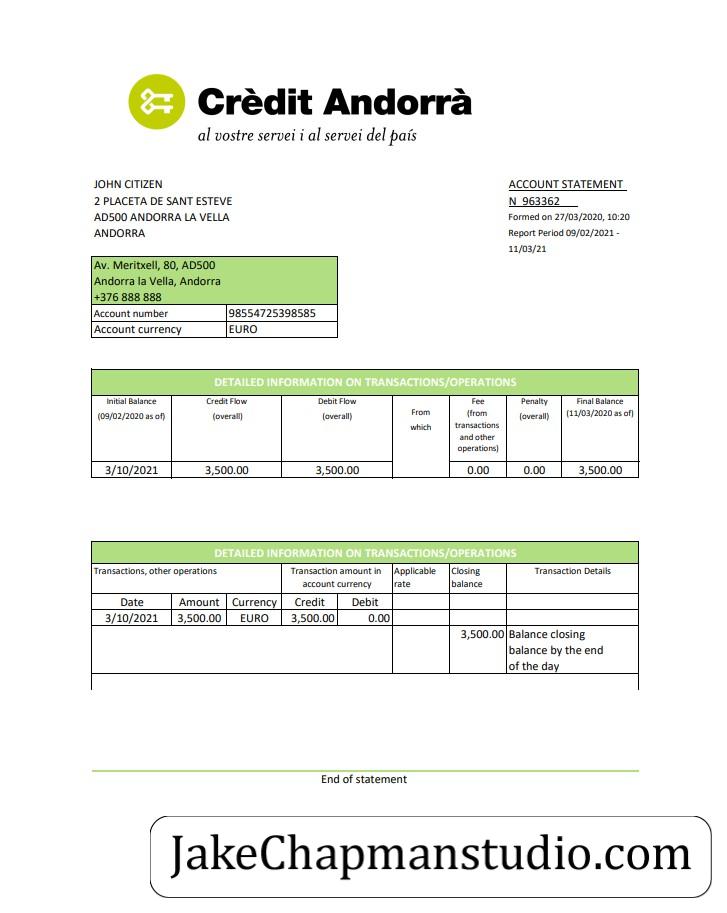 Crèdit Andorrà
al vostre servei i al servei del país
JOHN CITIZEN
2 PLACETA DE SANT ESTEVE
AD500 ANDORRA LA VELLA
ANDORRA
ACCOUNT STATEMENT
N 963362
Formed on 27/03/2020, 10:20
Report Period 09/02/2021 -
11/03/21
Av. Meritxell, 80, AD500
Andorra la Vella, Andorra
+376 888 888
Account number 98554725398585
Account currency EURO
DETAILED INFORMATION ON TRANSACTIONS/OPERATIONS
Initial Balance
(09/02/2020 as of)
Credit Flow
(overall)
Debit Flow
(overall)
From
which
Fee
(from
transactions
and other
operations)
Penalty
(overall)
Final Balance
(11/03/2020 as of)
3/10/2021 3,500.00 3,500.00 0.00 0.00 3,500.00
DETAILED INFORMATION ON TRANSACTIONS/OPERATIONS
Transactions, other operations
Transaction amount in
account currency
Applicable
rate
Closing
balance
Transaction Details
Date Amount Currency Credit Debit
3/10/2021 3,500.00 EURO 3,500.00 0.00
3,500.00 Balance closing
balance by the end
of the day
End of statement
JakeChapmanstudio.com